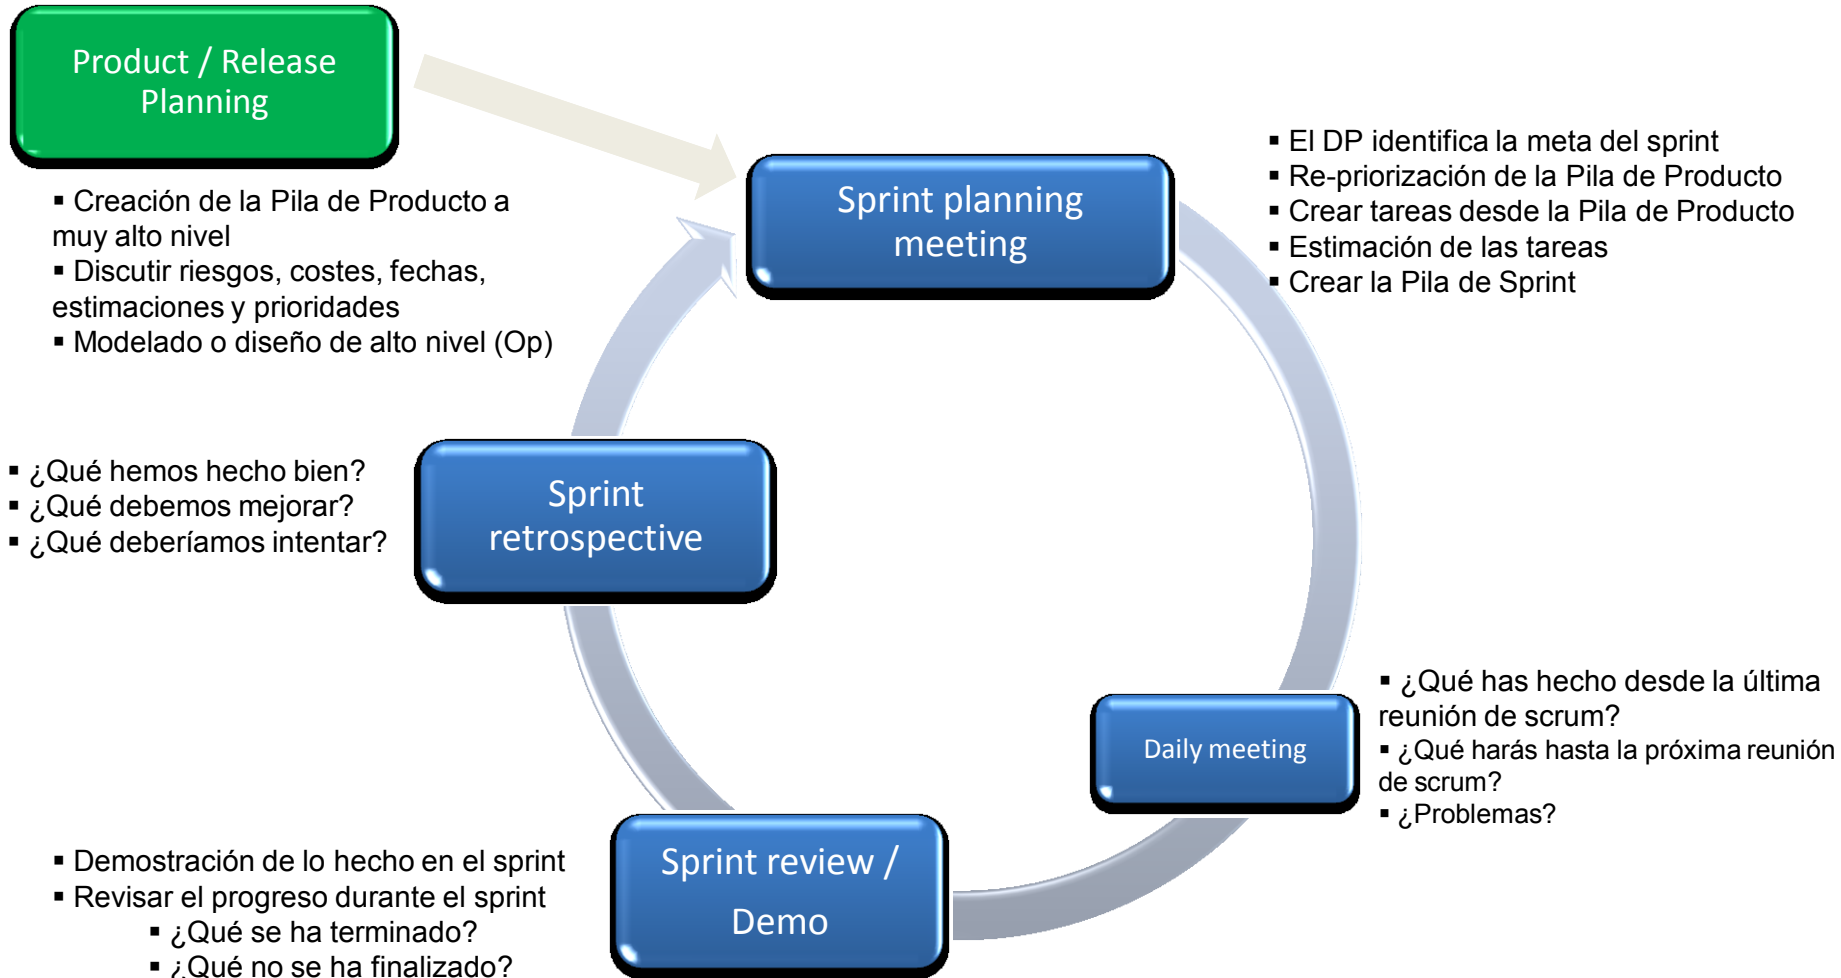 Product / Release
Planning
▪ Creación de la Pila de Producto a
muy alto nivel
▪ Discutir riesgos, costes, fechas,
estimaciones y prioridades
▪ Modelado o diseño de alto nivel (Op)
Sprint planning
meeting
▪ El DP identifica la meta del sprint
▪ Re-priorización de la Pila de Producto
▪ Crear tareas desde la Pila de Producto
▪ Estimación de las tareas
▪ Crear la Pila de Sprint
▪ ¿Qué hemos hecho bien?
▪ ¿Qué debemos mejorar?
▪ ¿Qué deberíamos intentar?
Sprint
retrospective
Daily meeting
▪ ¿Qué has hecho desde la última
reunión de scrum?
▪ ¿Qué harás hasta la próxima reunión
de scrum?
▪ ¿Problemas?
▪ Demostración de lo hecho en el sprint
▪ Revisar el progreso durante el sprint
▪ ¿Qué se ha terminado?
▪ ¿Qué no se ha finalizado?
Sprint review /
Demo